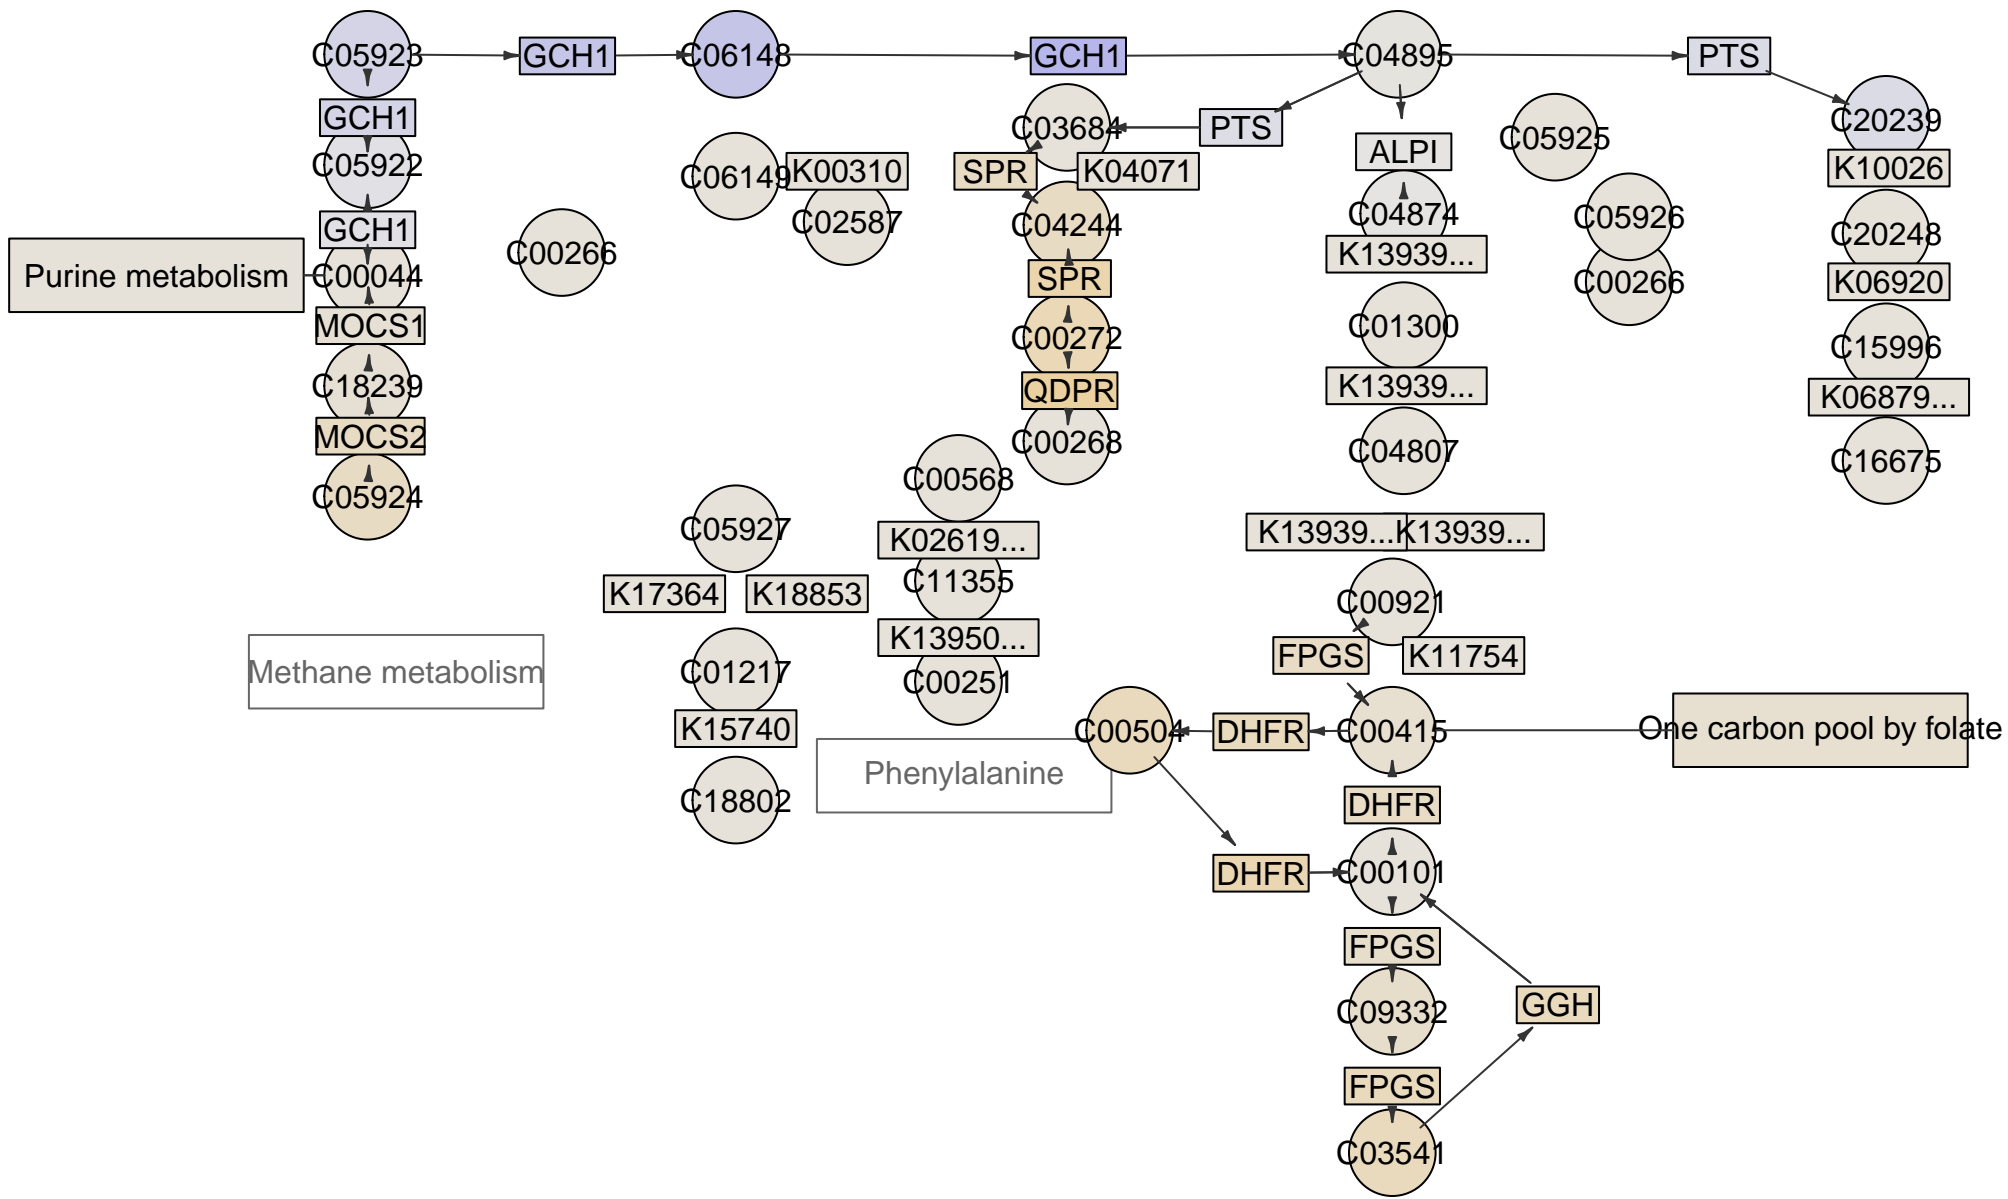 C05923
GCH1
C06148
GCH1
C04895
PTS
GCH1
C03684
PTS
C20239
C05922
C06149
K00310
SPR
K04071
ALPI
C05925
K10026
GCH1
C00266
C02587
C04244
C04874
C05926
C20248
Purine metabolism
C00044
SPR
K13939...
C00266
K06920
MOCS1
C00272
C01300
C15996
C18239
QDPR
K13939...
K06879...
MOCS2
C00268
C04807
C16675
C05924
C00568
C05927
K02619...
K13939...
K13939...
K17364
K18853
C11355
C00921
Methane metabolism
C01217
K13950...
FPGS
K11754
C00251
K15740
C00504
DHFR
C00415
One carbon pool by folate
Phenylalanine
C18802
DHFR
DHFR
C00101
FPGS
C09332
GGH
FPGS
C03541